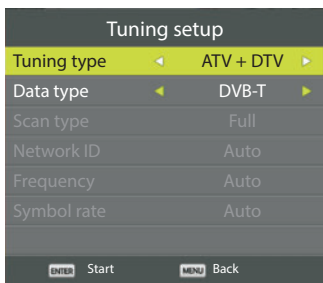 Tuning setup
Tuning type ATV + DTV
Data type DVB-T
Scan type Full
Network ID Auto
Frequency Auto
Symbol rate Auto
ENTER Start MENU Back